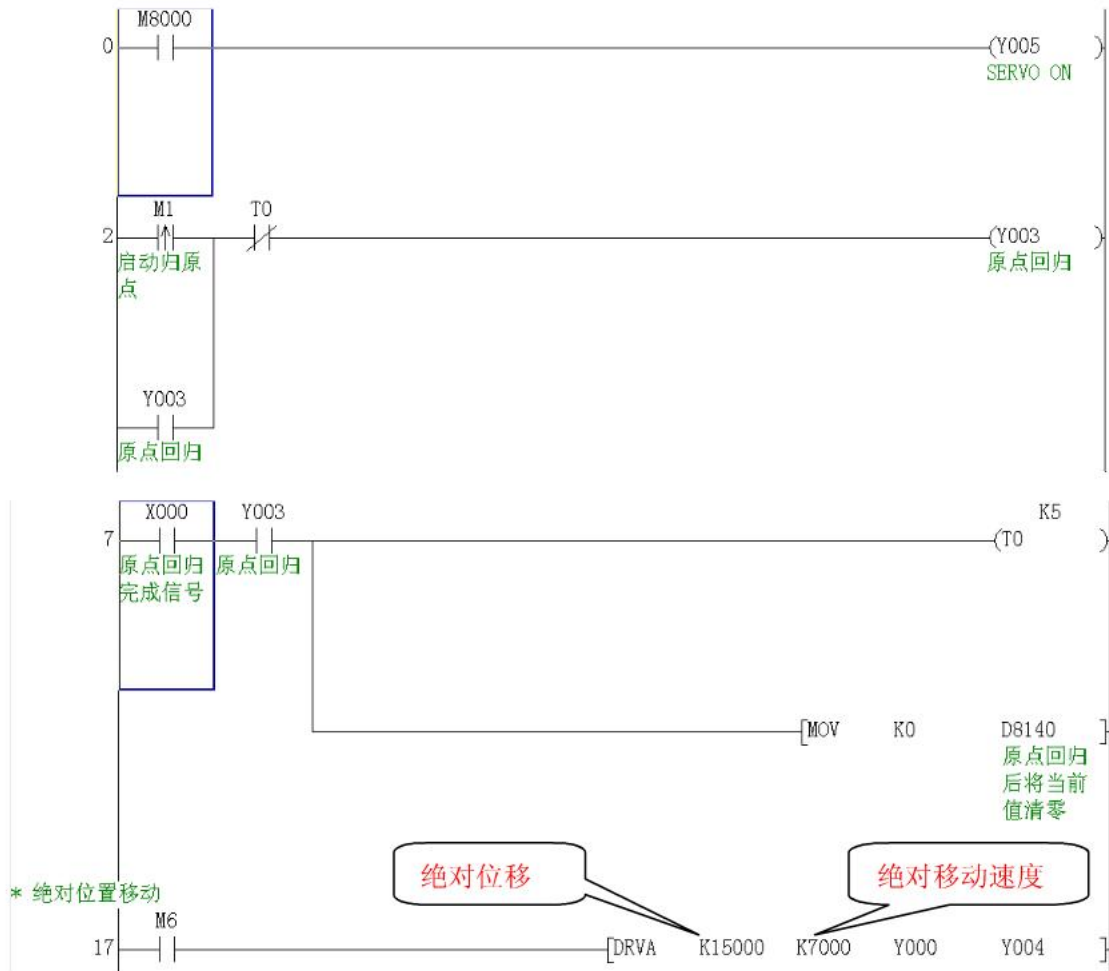 M8000
0
(Y005 )
SERVO ON
M1 T0
2
(Y003 )
启动归原
点
原点回归
Y003
原点回归
X000 Y003 K5
7
(T0 )
原点回归 原点回归
完成信号
[MOV K0 D8140 ]
原点回归
后将当前
值清零
绝对位移 绝对移动速度
* 绝对位置移动
M6
17 [DRVA K15000 K7000 Y000 Y004 ]